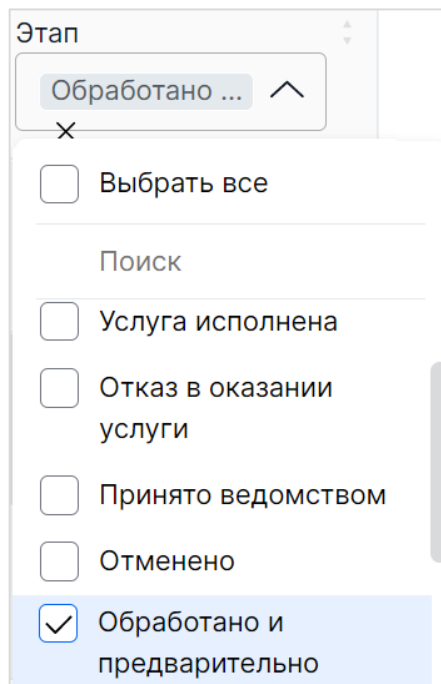 Этап
Обработано ...
Выбрать все
Поиск
Услуга исполнена
Отказ в оказании
услуги
Принято ведомством
Отменено
Обработано и
предварительно